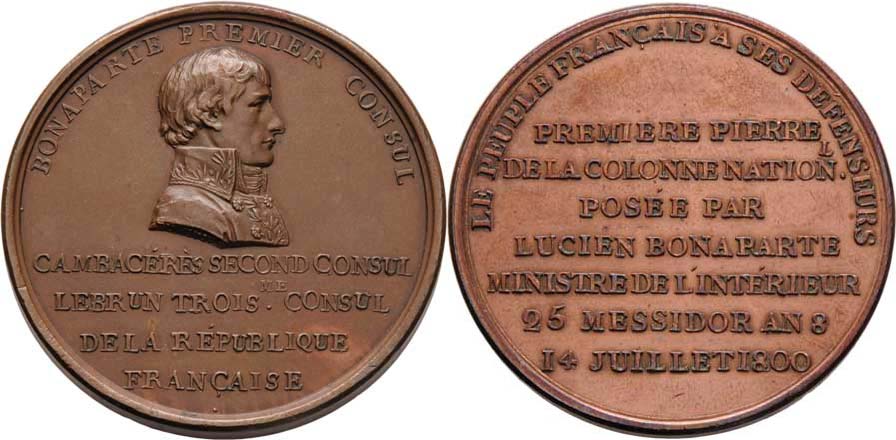 BONAPARTE PREMIER CONSUL
CAMBACÉRÈS SECOND CONSUL
LEBRUN TROIS.ME CONSUL
DE LA RÉPUBLIQUE
FRANÇAISE
LE PEUPLE FRANÇAIS À SES DÉFENSEURS
PREMIERE PIERRE
DE LA COLONNE NATION.L
POSÉE PAR
LUCIEN BONAPARTE
MINISTRE DE L'INTÉRIEUR
25 MESSIDOR AN 8
14 JUILLET 1800